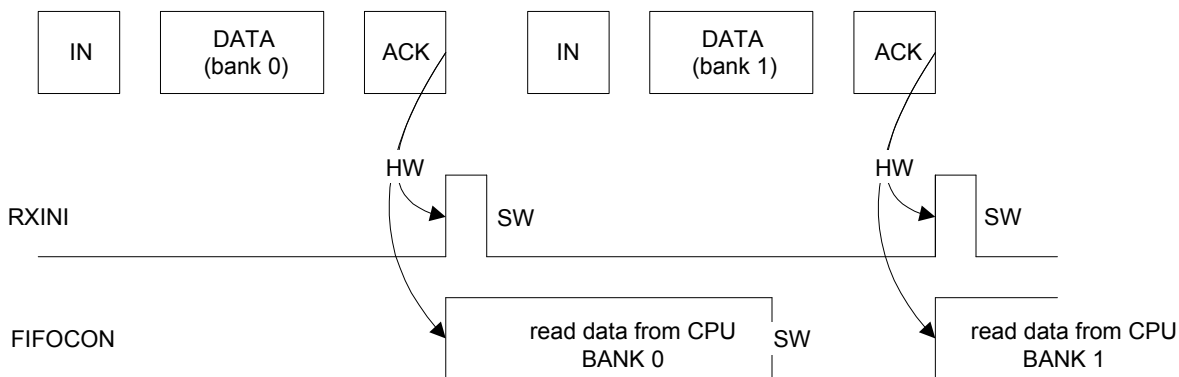 IN
DATA
(bank 0)
ACK
IN
DATA
(bank 1)
ACK
HW
HW
RXINI
SW
SW
FIFOCON
read data from CPU
BANK 0
SW
read data from CPU
BANK 1